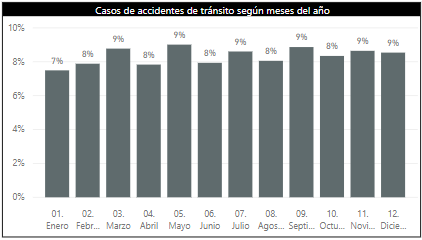 Casos de accidentes de tránsito según meses del año
10%
8%
6%
4%
2%
0%
7%
8%
9%
8%
9%
8%
9%
8%
9%
8%
9%
9%
01. Enero
02. Febr...
03. Marzo
04. Abril
05. Mayo
06. Junio
07. Julio
08. Agos...
09. Septi...
10. Octu...
11. Novi...
12. Dicie...